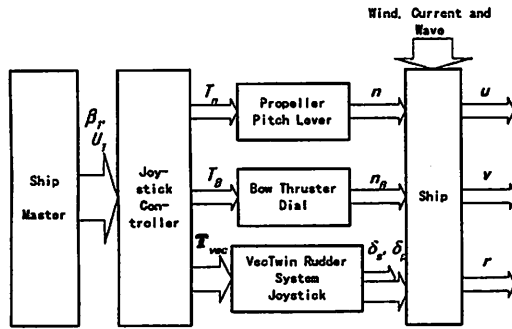 Wind, Current and
Wave
Ship
Master
β_r
U_1
Joy-
stick
Con-
troller
T_n
Propeller
Pitch Lever
n
T_B
Bow Thruster
Dial
n_B
T_vec
VecTwin Rudder
System
Joystick
δ_s, δ_p
Ship
u
v
r